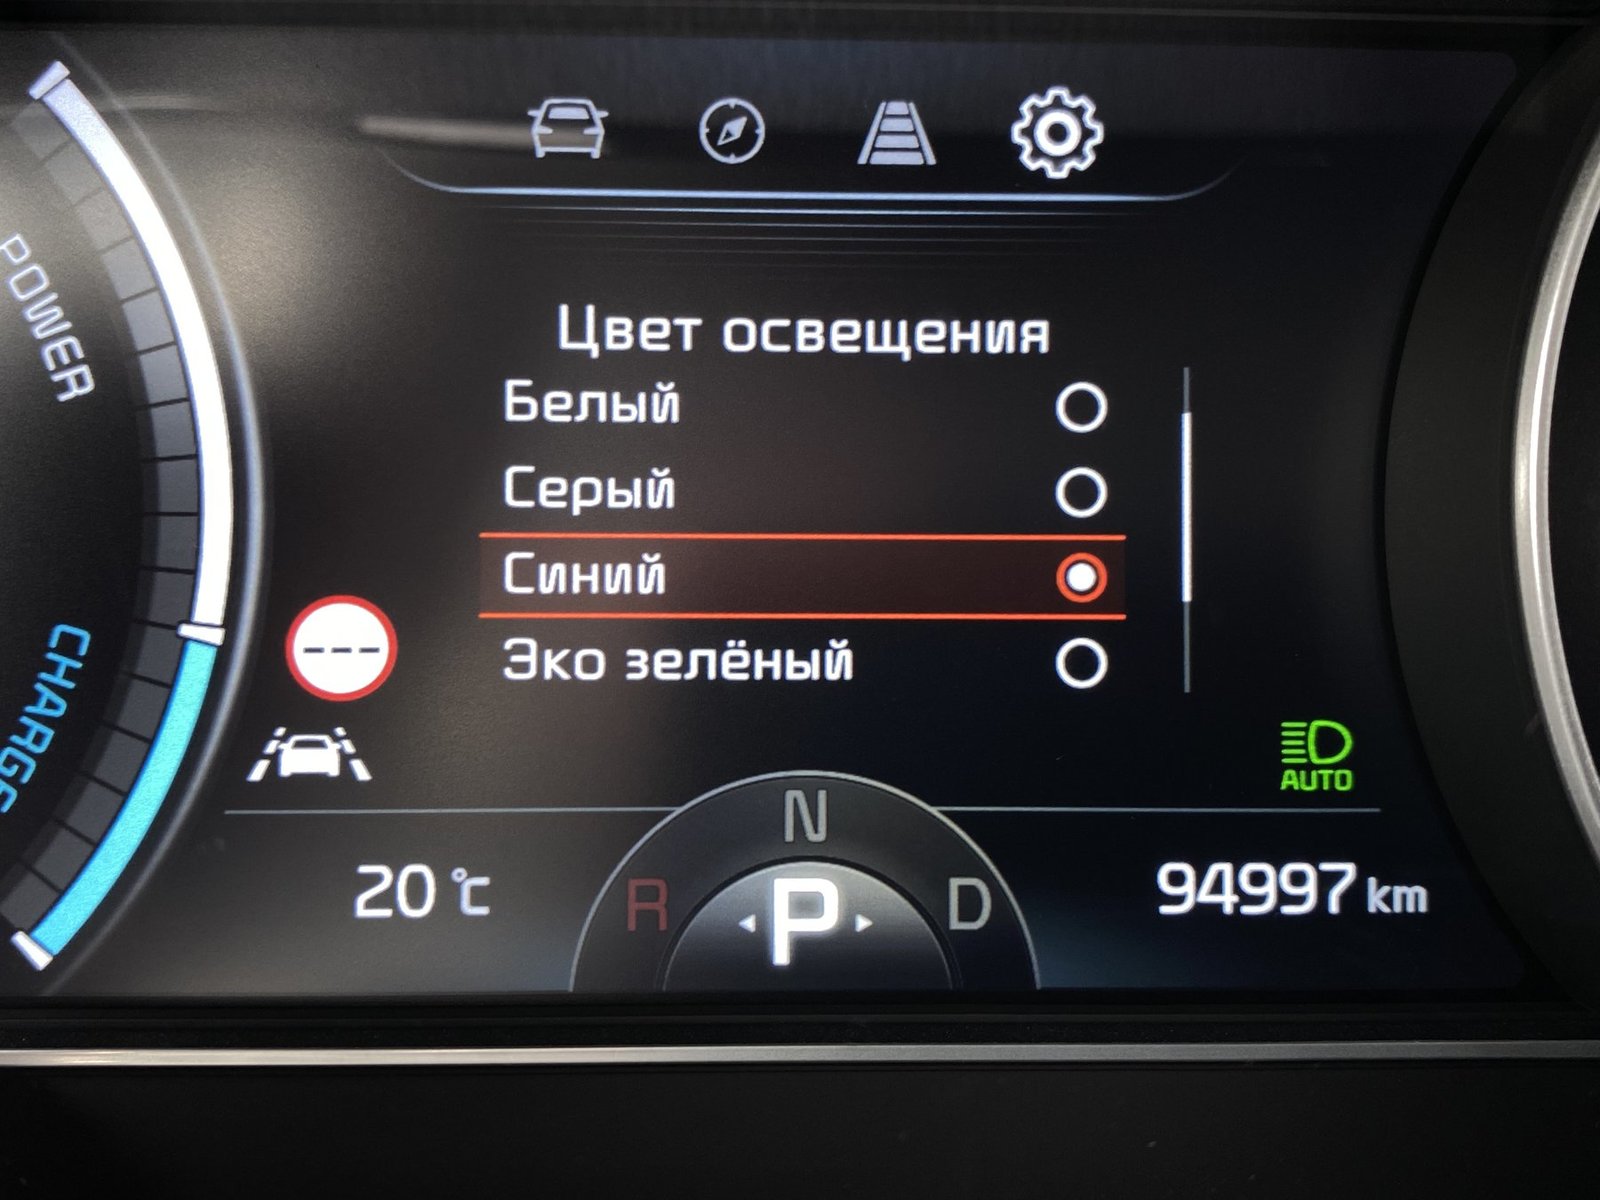 POWER
CHARGE
Цвет освещения
Белый
Серый
Синий
Эко зелёный
---
AUTO
N
R
P
D
20 °C
94997 km